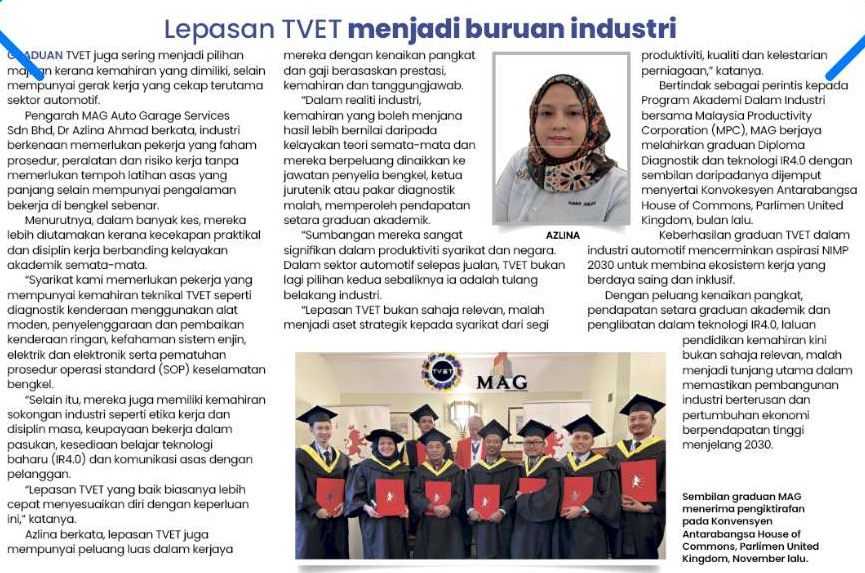 Lepasan TVET menjadi buruan industri
GRADUAN TVET juga sering menjadi pilihan
majikan kerana kemahiran yang dimiliki, selain
mempunyai gerak kerja yang cekap terutama
sektor automotif.
Pengarah MAG Auto Garage Services
Sdn Bhd, Dr Azlina Ahmad berkata, industri
berkenaan memerlukan pekerja yang faham
prosedur, peralatan dan risiko kerja tanpa
memerlukan tempoh latihan asas yang
panjang selain mempunyai pengalaman
bekerja di bengkel sebenar.
Menurutnya, dalam banyak kes, mereka
lebih diutamakan kerana kecekapan praktikal
dan disiplin kerja berbanding kelayakan
akademik semata-mata.
“Syarikat kami memerlukan pekerja yang
mempunyai kemahiran teknikal TVET seperti
diagnostik kenderaan menggunakan alat
moden, penyelenggaraan dan pembaikan
kenderaan ringan, kefahaman sistem enjin,
elektrik dan elektronik serta pematuhan
prosedur operasi standard (SOP) keselamatan
bengkel.
“Selain itu, mereka juga memiliki kemahiran
sokongan industri seperti etika kerja dan
disiplin masa, keupayaan bekerja dalam
pasukan, kesediaan belajar teknologi
baharu (IR4.0) dan komunikasi asas dengan
pelanggan.
“Lepasan TVET yang baik biasanya lebih
cepat menyesuaikan diri dengan keperluan
ini,” katanya.
Azlina berkata, lepasan TVET juga
mempunyai peluang luas dalam kerjaya
mereka dengan kenaikan pangkat
dan gaji berasaskan prestasi,
kemahiran dan tanggungjawab.
“Dalam realiti industri,
kemahiran yang boleh menjana
hasil lebih bernilai daripada
kelayakan teori semata-mata dan
mereka berpeluang dinaikkan ke
jawatan penyelia bengkel, ketua
jurutenik atau pakar diagnostik
malah, memperoleh pendapatan
setara graduan akademik.
“Sumbangan mereka sangat
signifikan dalam produktiviti syarikat dan negara.
Dalam sektor automotif selepas jualan, TVET bukan
lagi pilihan kedua sebaliknya ia adalah tulang
belakang industri.
“Lepasan TVET bukan sahaja relevan, malah
menjadi aset strategik kepada syarikat dari segi
AZLINA
produktiviti, kualiti dan kelestarian
perniagaan,” katanya.
Bertindak sebagai perintis kepada
Program Akademi Dalam Industri
bersama Malaysia Productivity
Corporation (MPC), MAG berjaya
melahirkan graduan Diploma
Diagnostik dan teknologi IR4.0 dengan
sembilan daripadanya dijemput
menyertai Konvokesyen Antarabangsa
House of Commons, Parlimen United
Kingdom, bulan lalu.
Keberhasilan graduan TVET dalam
industri automotif mencerminkan aspirasi NIMP
2030 untuk membina ekosistem kerja yang
berdaya saing dan inklusif.
Dengan peluang kenaikan pangkat,
pendapatan setara graduan akademik dan
penglibatan dalam teknologi IR4.0, laluan
pendidikan kemahiran kini
bukan sahaja relevan, malah
menjadi tunjang utama dalam
memastikan pembangunan
industri berterusan dan
pertumbuhan ekonomi
berpendapatan tinggi
menjelang 2030.
TVET
MAG
Sembilan graduan MAG
menerima pengiktirafan
pada Konvensyen
Antarabangsa House of
Commons, Parlimen United
Kingdom, November lalu.